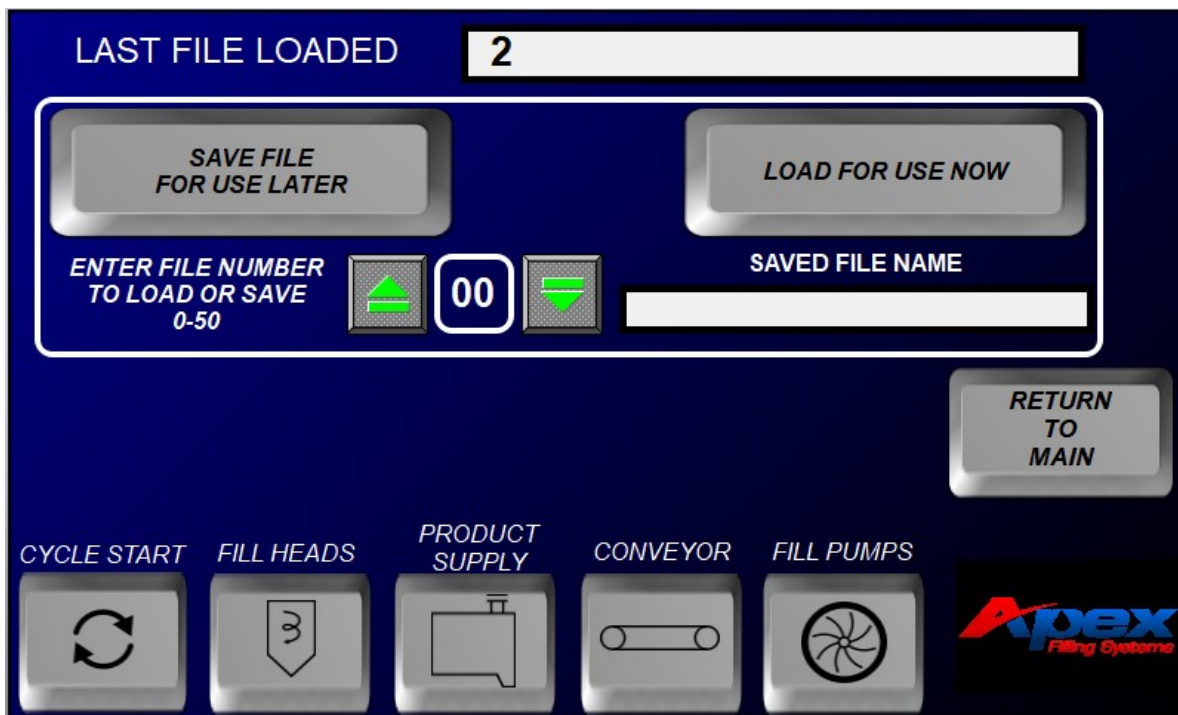 LAST FILE LOADED
2
SAVE FILE
FOR USE LATER
LOAD FOR USE NOW
ENTER FILE NUMBER
TO LOAD OR SAVE
0-50
00
SAVED FILE NAME
RETURN
TO
MAIN
CYCLE START
FILL HEADS
PRODUCT
SUPPLY
CONVEYOR
FILL PUMPS
Apex
Filling Systems